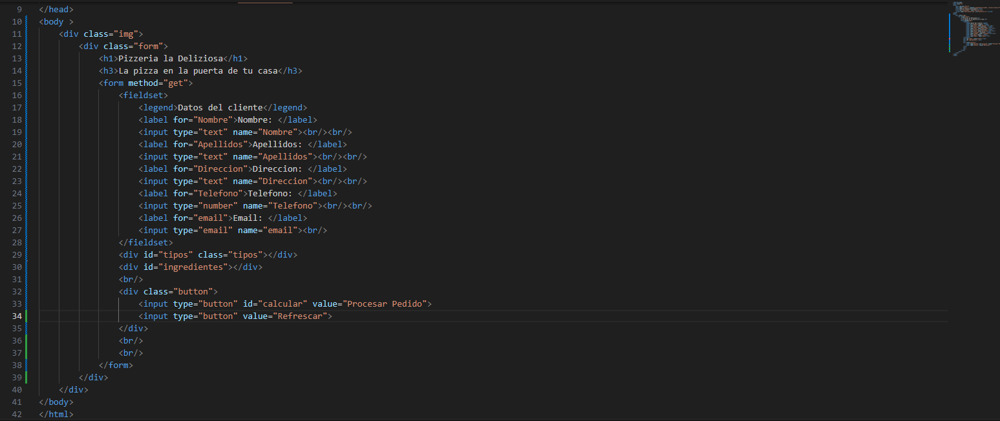 9 </head>
10 <body >
11 <div class="img">
12 <div class="form">
13 <h1>Pizzeria la Deliziosa</h1>
14 <h3>La pizza en la puerta de tu casa</h3>
15 <form method="get">
16 <fieldset>
17 <legend>Datos del cliente</legend>
18 <label for="Nombre">Nombre: </label>
19 <input type="text" name="Nombre"><br/><br/>
20 <label for="Apellidos">Apellidos: </label>
21 <input type="text" name="Apellidos"><br/><br/>
22 <label for="Direccion">Direccion: </label>
23 <input type="text" name="Direccion"><br/><br/>
24 <label for="Telefono">Telefono: </label>
25 <input type="number" name="Telefono"><br/><br/>
26 <label for="email">Email: </label>
27 <input type="email" name="email"><br/>
28 </fieldset>
29 <div id="tipos" class="tipos"></div>
30 <div id="ingredientes"></div>
31 <br/>
32 <div class="button">
33 <input type="button" id="calcular" value="Procesar Pedido">
34 <input type="button" value="Refrescar">
35 </div>
36 <br/>
37 <br/>
38 </form>
39 </div>
40 </div>
41 </body>
42 </html>